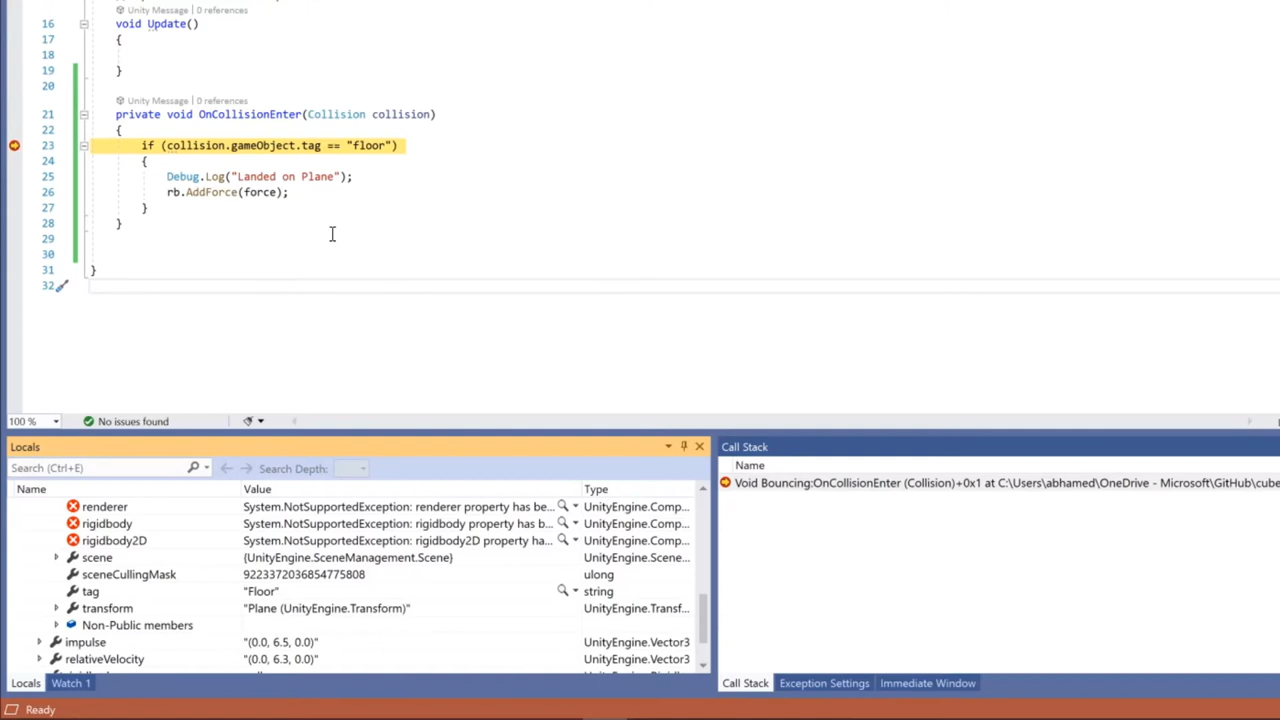 Unity Message | 0 references
16 void Update()
17 {
18
19 }
20
Unity Message | 0 references
21 private void OnCollisionEnter(Collision collision)
22 {
23 if (collision.gameObject.tag == "floor")
24 {
25 Debug.Log("Landed on Plane");
26 rb.AddForce(force);
27 }
28 }
29
30
31 }
32
100 % No issues found
Locals
Search (Ctrl+E) Search Depth:
Name Value Type
renderer System.NotSupportedException: renderer property has be... UnityEngine.Comp...
rigidbody System.NotSupportedException: rigidbody property has b... UnityEngine.Comp...
rigidbody2D System.NotSupportedException: rigidbody2D property ha... UnityEngine.Comp...
scene {UnityEngine.SceneManagement.Scene} UnityEngine.Scene...
sceneCullingMask 9223372036854775808 ulong
tag "Floor" string
transform "Plane (UnityEngine.Transform)" UnityEngine.Transf...
Non-Public members
impulse "(0.0, 6.5, 0.0)" UnityEngine.Vector3
relativeVelocity "(0.0, 6.3, 0.0)" UnityEngine.Vector3
Locals Watch 1
Call Stack
Name
Void Bouncing:OnCollisionEnter (Collision)+0x1 at C:\Users\abhamed\OneDrive - Microsoft\GitHub\cube
Call Stack Exception Settings Immediate Window
Ready